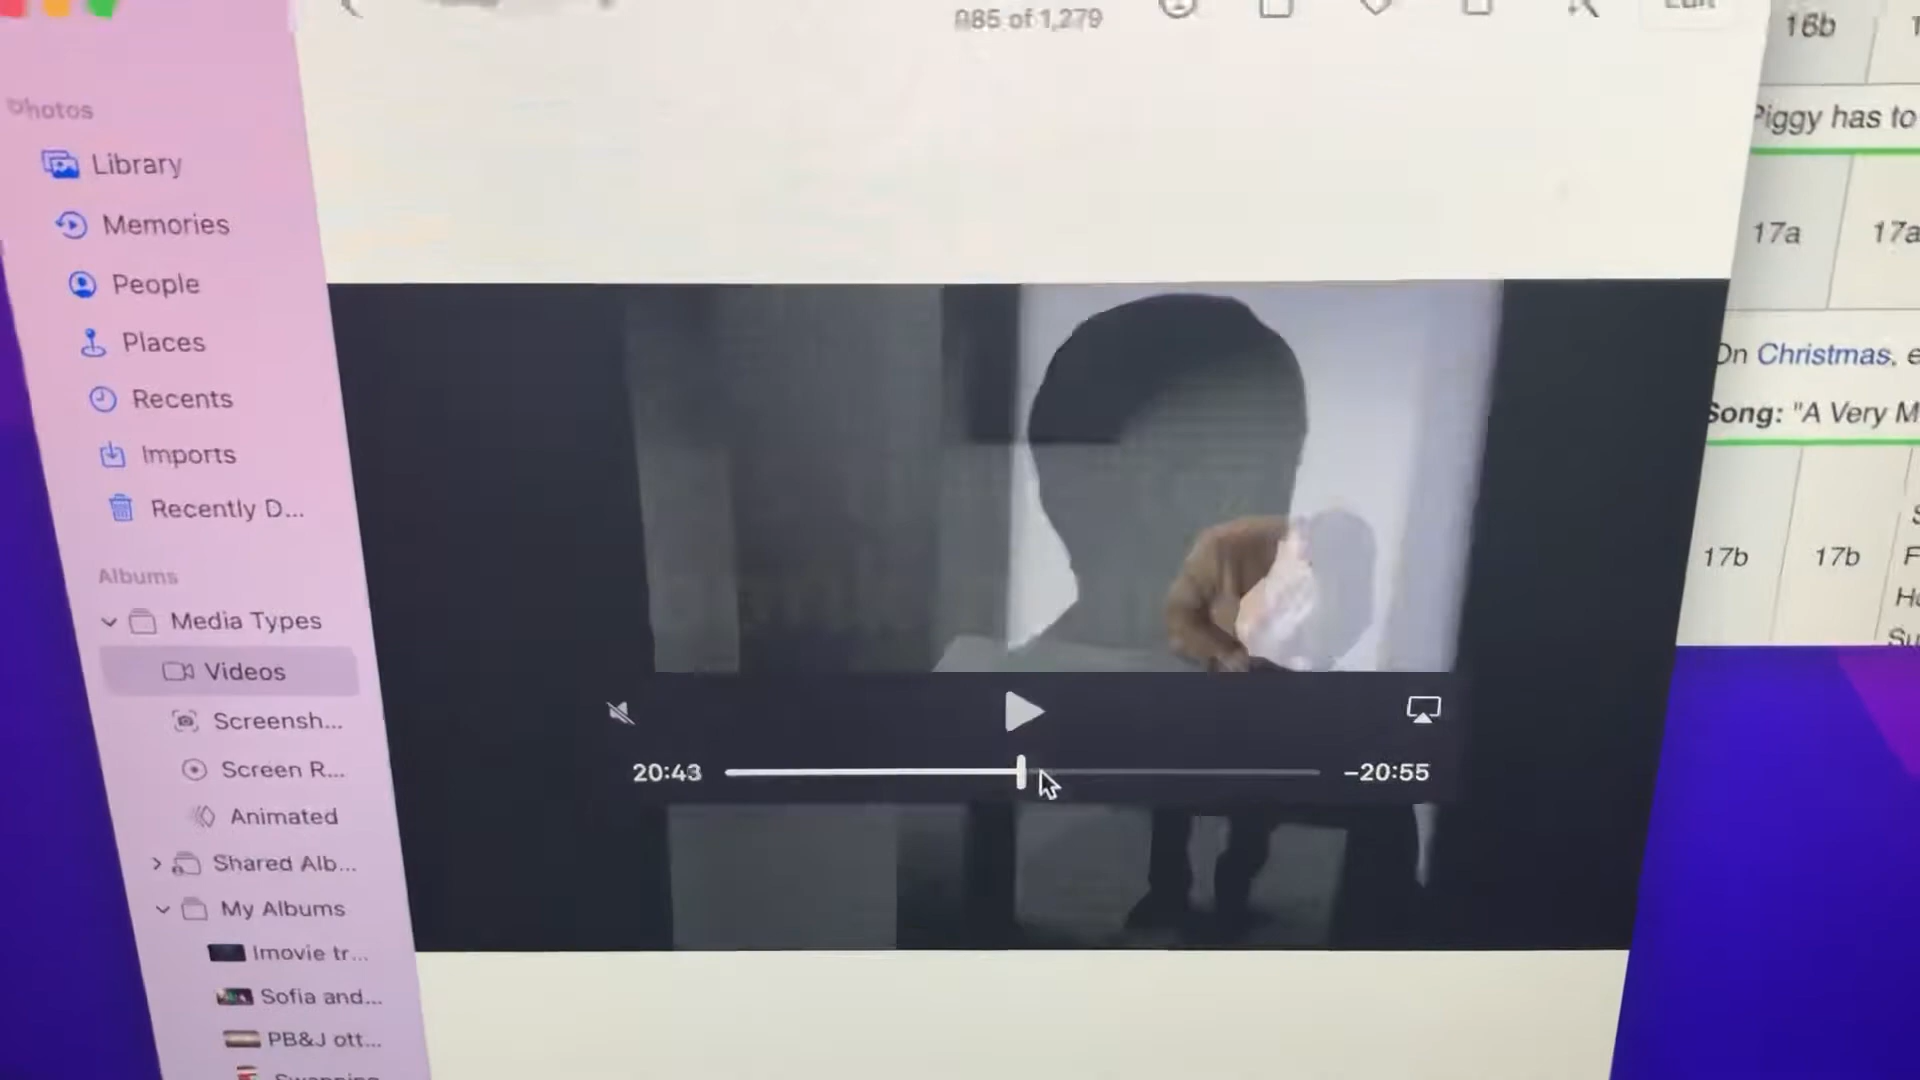 985 of 1,279
Photos
Library
Memories
People
Places
Recents
Imports
Recently D...
Albums
Media Types
Videos
Screensh...
Screen R...
Animated
Shared Alb...
My Albums
Imovie tr...
Sofia and...
PB&J ott...
20:43
-20:55
16b
Piggy has to
17a 17a
On Christmas, e
Song: "A Very M
17b 17b